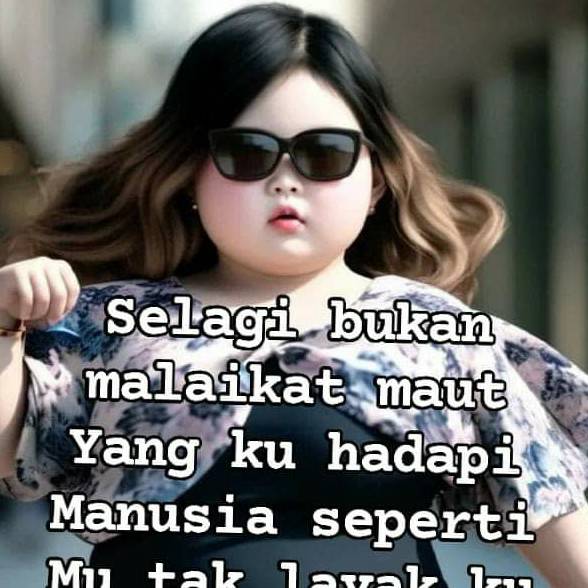 Selagi bukan
malaikat maut
Yang ku hadapi
Manusia seperti
Mu tak layak ku